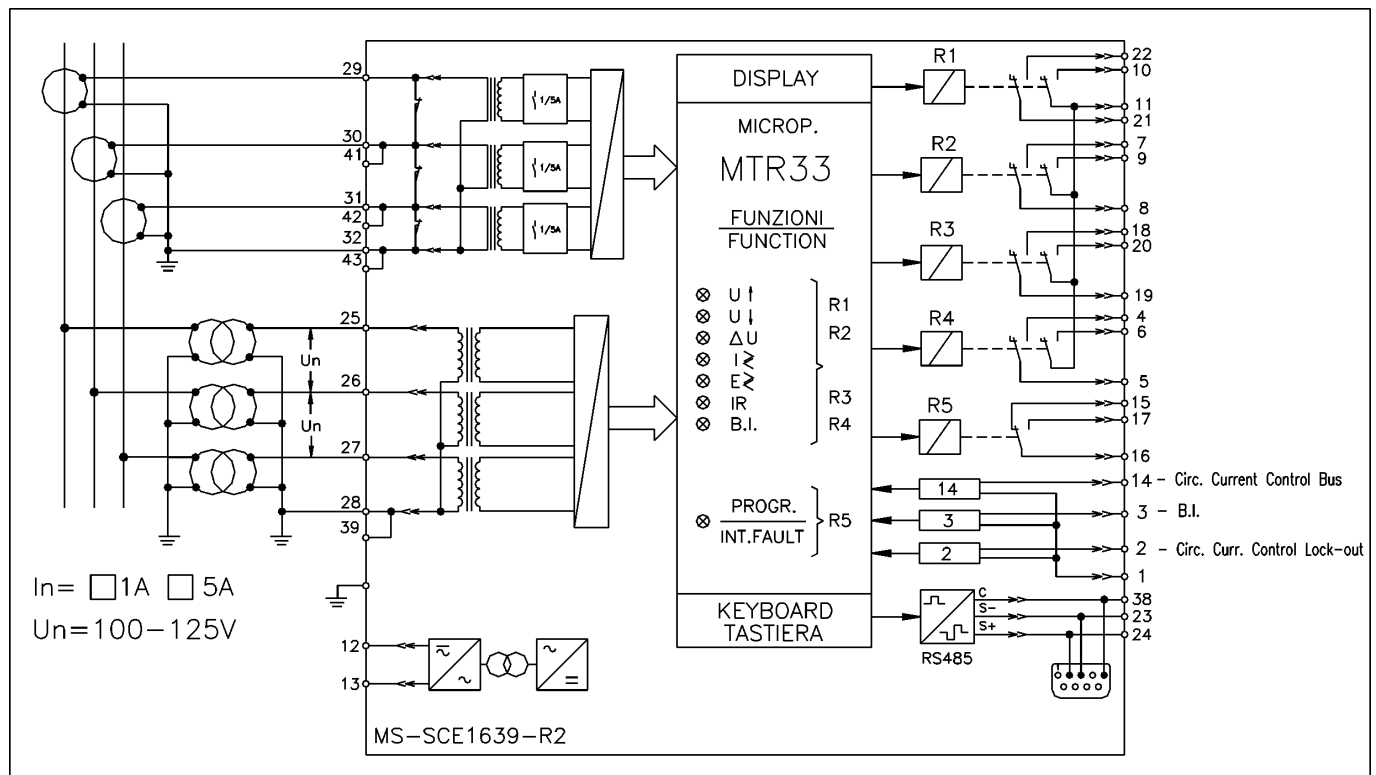 29
30
41
31
42
32
43
1/5A
1/5A
1/5A
25
26
27
28
39
Un
Un
12
13
In= 1A 5A
Un=100-125V
MS-SCE1639-R2
DISPLAY
MICROP.
MTR33
FUNZIONI
FUNCTION
U↑
U↓
ΔU
I≥
E≥
IR
B.I.
R1
R2
R3
R4
PROGR.
INT.FAULT
R5
KEYBOARD
TASTIERA
R1
R2
R3
R4
R5
22
10
11
21
7
9
8
18
20
19
4
6
5
15
17
16
14
14 - Circ. Current Control Bus
3
3 - B.I.
2
2 - Circ. Curr. Control Lock-out
1
C
38
S-
23
S+
24
RS485
1